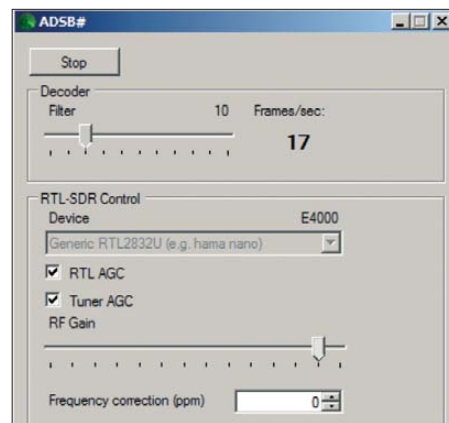 ADSB#
Stop
Decoder
Filter 10 Frames/sec:
17
RTL-SDR Control
Device E4000
Generic RTL2832U (e.g. hama nano)
RTL AGC
Tuner AGC
RF Gain
Frequency correction (ppm) 0